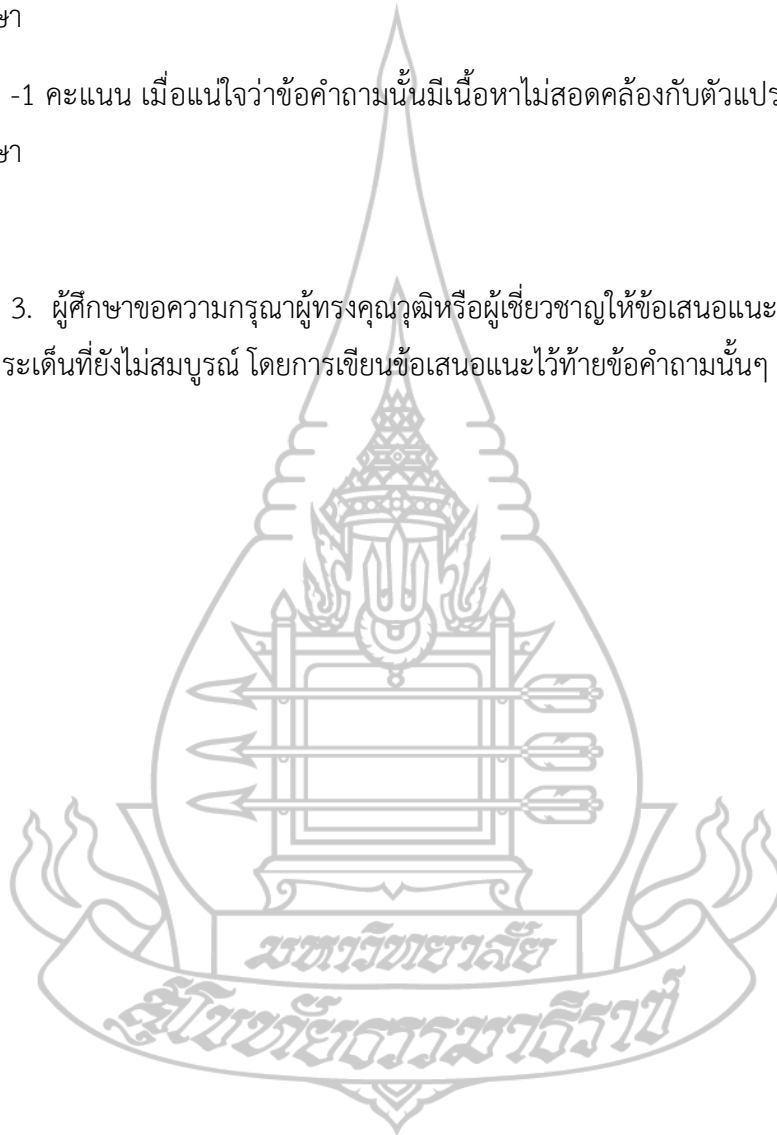 ษา
-1 คะแนน เมื่อแน่ใจว่าข้อคำถามนั้นมีเนื้อหาไม่สอดคล้องกับตัวแปร
ษา
3. ผู้ศึกษาขอความกรุณาผู้ทรงคุณวุฒิหรือผู้เชี่ยวชาญให้ข้อเสนอแนะ
ระเด็นที่ยังไม่สมบูรณ์ โดยการเขียนข้อเสนอแนะไว้ท้ายข้อคำถามนั้นๆ
มหาวิทยาลัย
สุโขทัยธรรมาธิราช